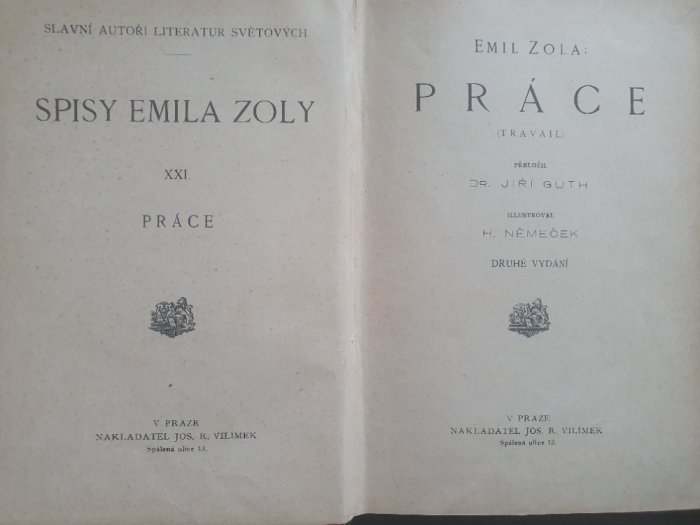 SLAVNÍ AUTOŘI LITERATUR SVĚTOVÝCH
SPISY EMILA ZOLY
XXI.
PRÁCE
V PRAZE
NAKLADATEL JOS. R. VILÍMEK
Spálená ulice 13.
EMIL ZOLA:
PRÁCE
(TRAVAIL)
PŘELOŽIL
DR. JIŘÍ GUTH
ILLUSTROVAL
H. NĚMEČEK
DRUHÉ VYDÁNÍ
V PRAZE
NAKLADATEL JOS. R. VILÍMEK
Spálená ulice 13.